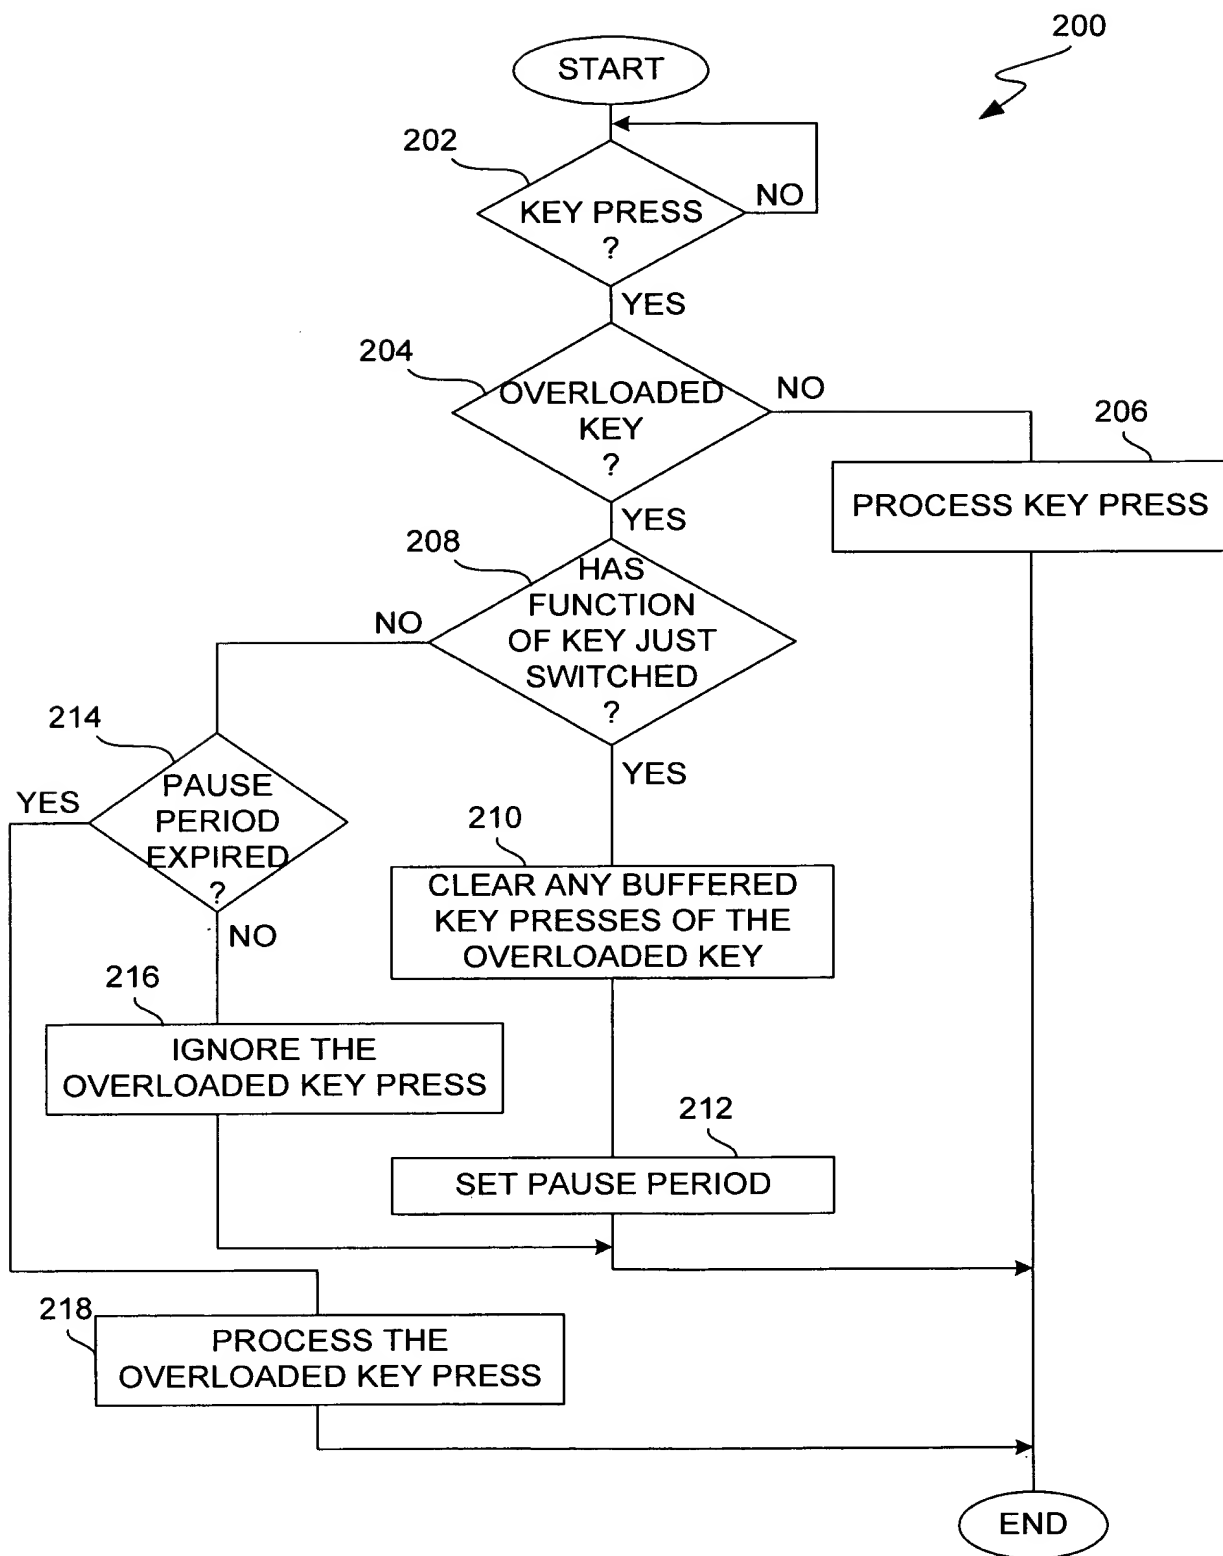 200
START
202
KEY PRESS
?
NO
YES
204
OVERLOADED
KEY
?
NO
206
PROCESS KEY PRESS
YES
208
HAS
FUNCTION
OF KEY JUST
SWITCHED
?
NO
YES
214
PAUSE
PERIOD
EXPIRED
?
YES
NO
210
CLEAR ANY BUFFERED
KEY PRESSES OF THE
OVERLOADED KEY
216
IGNORE THE
OVERLOADED KEY PRESS
212
SET PAUSE PERIOD
218
PROCESS THE
OVERLOADED KEY PRESS
END